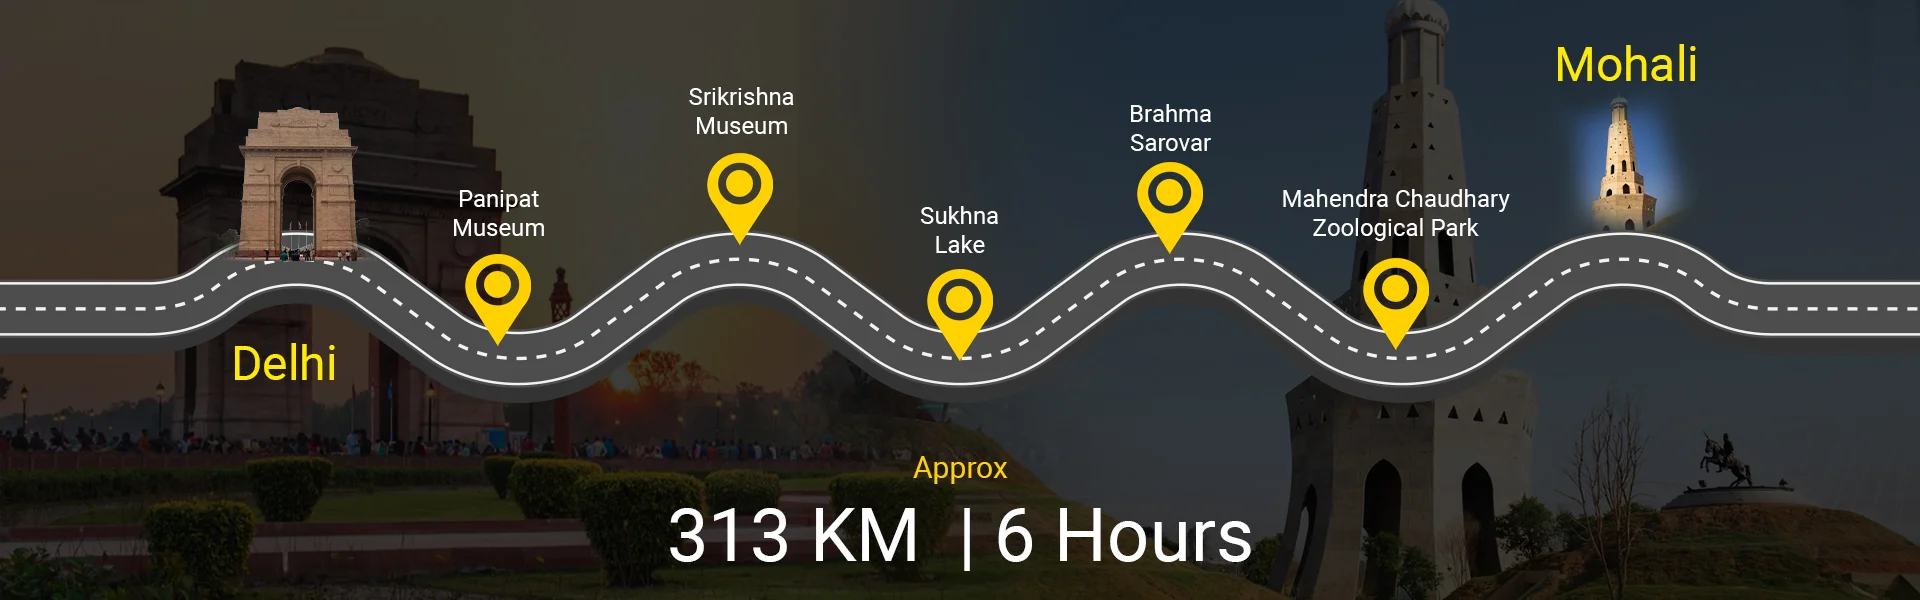 Mohali
Srikrishna
Museum
Brahma
Sarovar
Panipat
Museum
Sukhna
Lake
Mahendra Chaudhary
Zoological Park
Delhi
Approx
313 KM | 6 Hours